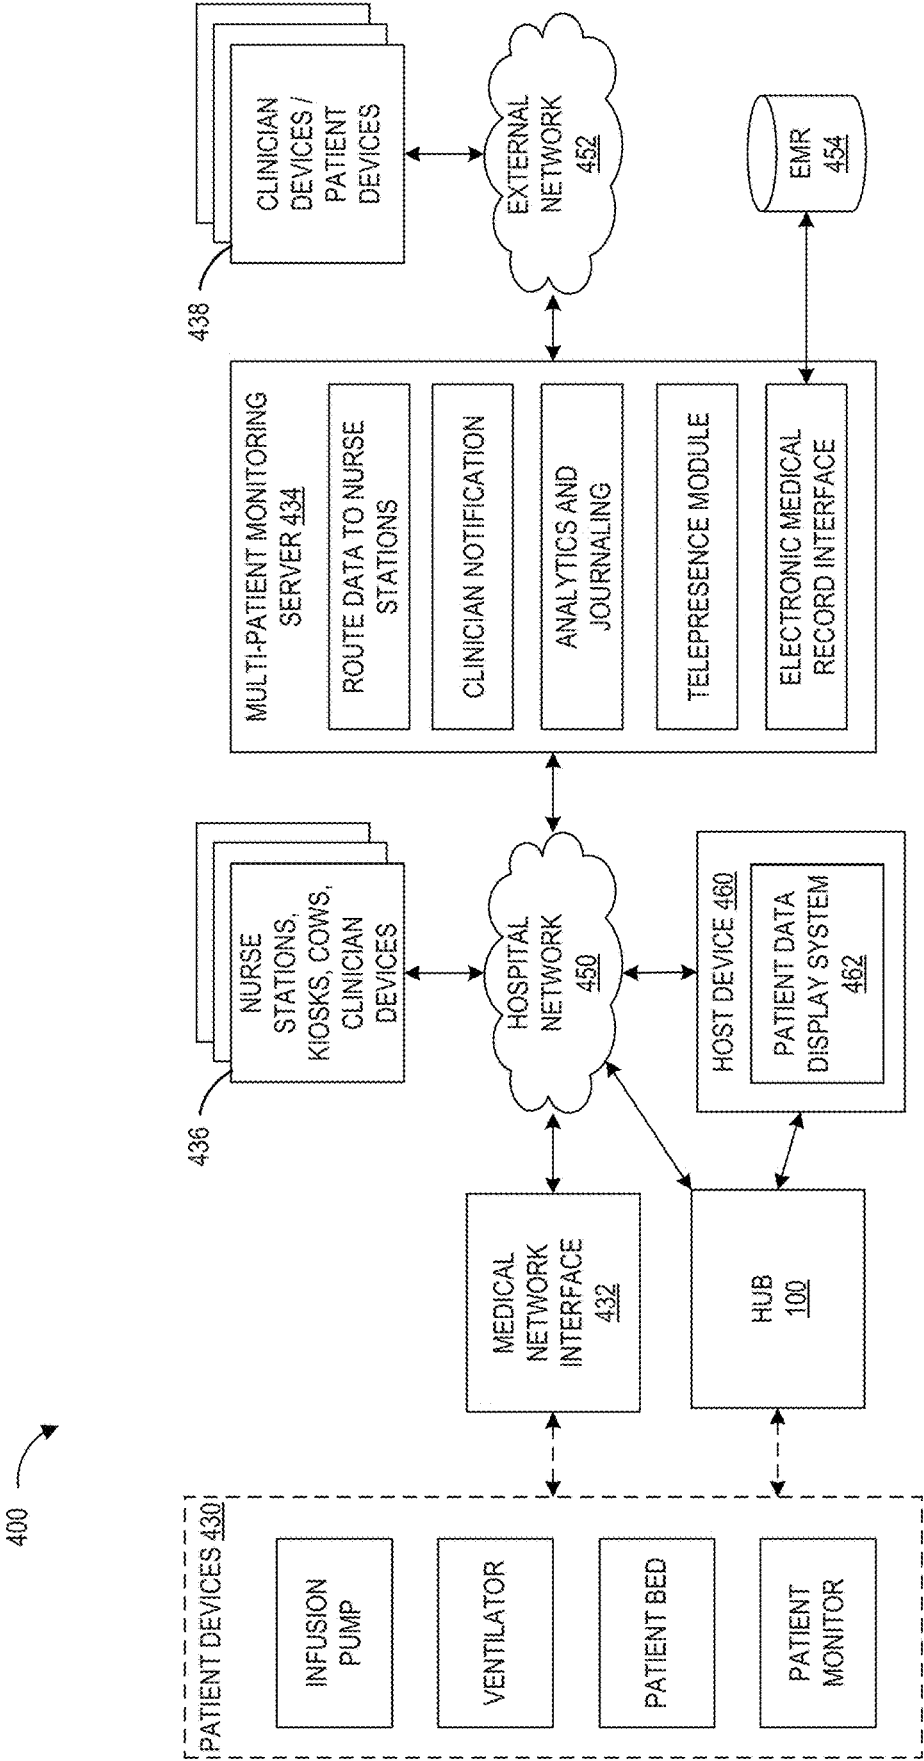 400
PATIENT DEVICES 430
INFUSION
PUMP
VENTILATOR
PATIENT BED
PATIENT
MONITOR
MEDICAL
NETWORK
INTERFACE
432
HUB
100
436
NURSE
STATIONS,
KIOSKS, COWS,
CLINICIAN
DEVICES
HOSPITAL
NETWORK
450
HOST DEVICE 460
PATIENT DATA
DISPLAY SYSTEM
462
MULTI-PATIENT MONITORING
SERVER 434
ROUTE DATA TO NURSE
STATIONS
CLINICIAN NOTIFICATION
ANALYTICS AND
JOURNALING
TELEPRESENCE MODULE
ELECTRONIC MEDICAL
RECORD INTERFACE
438
CLINICIAN
DEVICES /
PATIENT
DEVICES
EXTERNAL
NETWORK
452
EMR
454